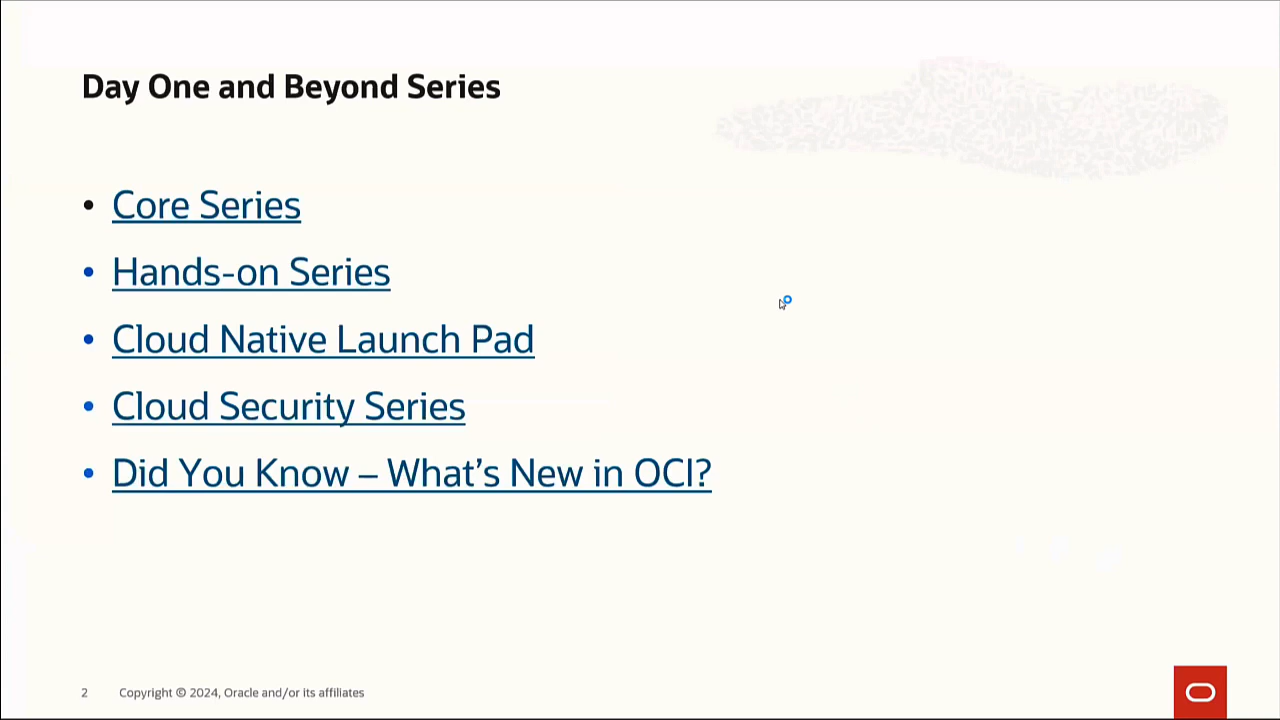 Day One and Beyond Series
• Core Series
• Hands-on Series
• Cloud Native Launch Pad
• Cloud Security Series
• Did You Know – What’s New in OCI?
2 Copyright © 2024, Oracle and/or its affiliates